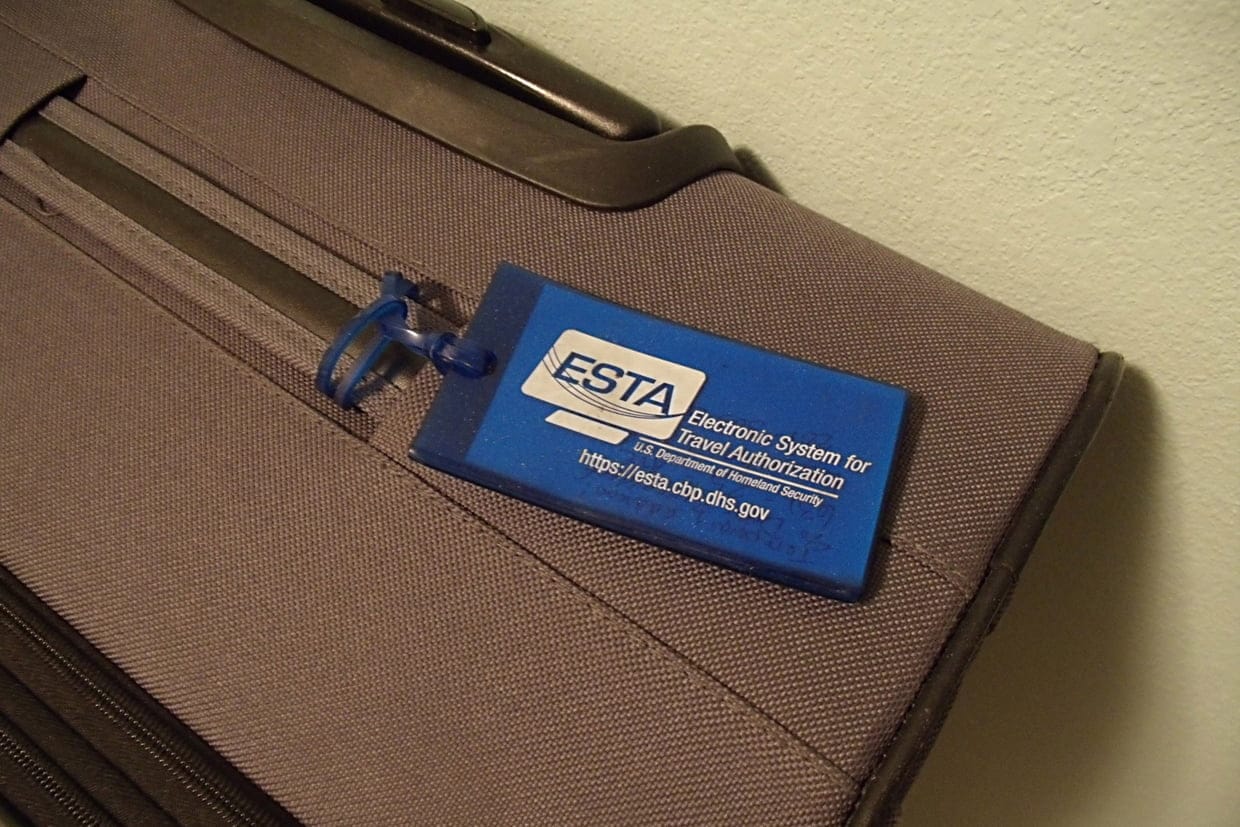 ESTA
Electronic System for
Travel Authorization
U.S. Department of Homeland Security
https://esta.cbp.dhs.gov